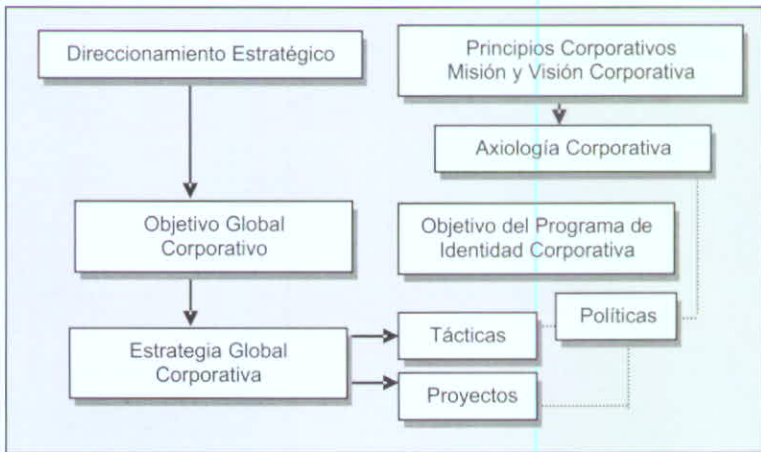 Direccionamiento Estratégico
Principios Corporativos
Misión y Visión Corporativa
Axiología Corporativa
Objetivo Global
Corporativo
Objetivo del Programa de
Identidad Corporativa
Estrategia Global
Corporativa
Tácticas
Políticas
Proyectos